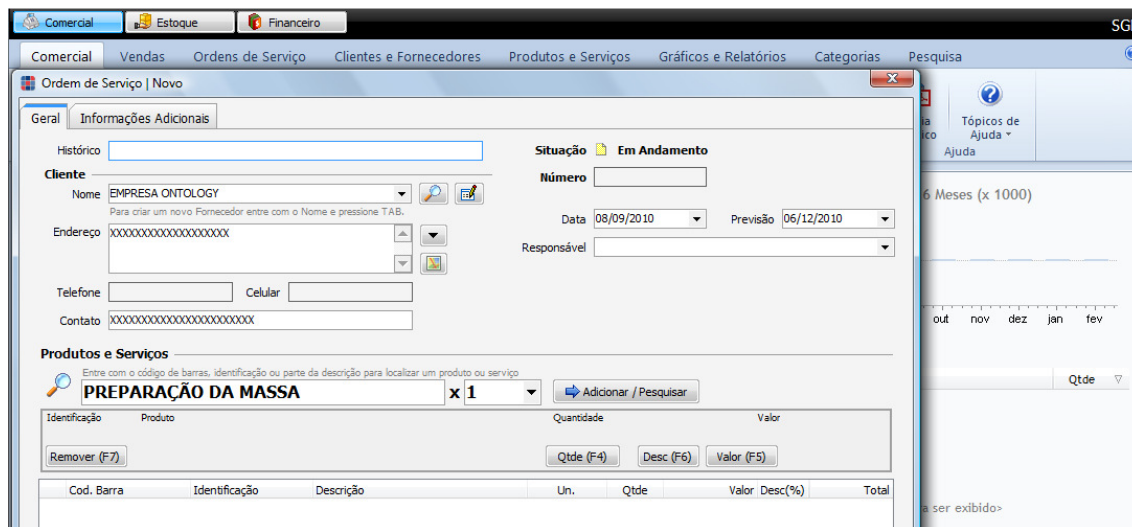 Comercial Estoque Financeiro
Comercial Vendas Ordens de Serviço Clientes e Fornecedores Produtos e Serviços Gráficos e Relatórios Categorias Pesquisa
Ordem de Serviço | Novo
Geral Informações Adicionais
Tópicos de
Ajuda
Ajuda
Histórico
Situação Em Andamento
Cliente
Número
Nome EMPRESA ONTOLOGY
6 Meses (x 1000)
Para criar um novo Fornecedor entre com o Nome e pressione TAB.
Data 08/09/2010 Previsão 06/12/2010
Endereço XXXXXXXXXXXXXXXXXXX
Responsável
Telefone Celular
Contato XXXXXXXXXXXXXXXXXXXXXXX
out nov dez jan fev
Produtos e Serviços
Entre com o código de barras, identificação ou parte da descrição para localizar um produto ou serviço
PREPARAÇÃO DA MASSA x 1 Adicionar / Pesquisar
Qtde
Identificação Produto Quantidade Valor
Remover (F7) Qtde (F4) Desc (F6) Valor (F5)
Cod. Barra Identificação Descrição Un. Qtde Valor Desc(%) Total
a ser exibido>